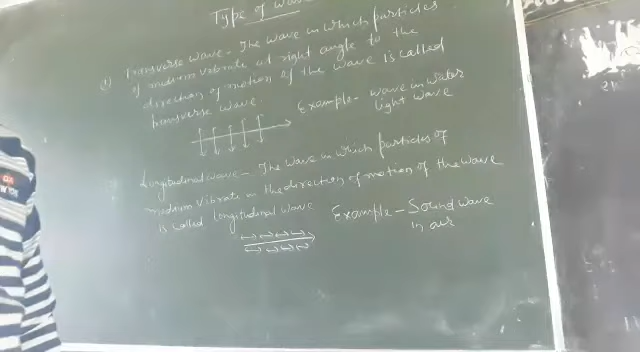 Type of wave
① Transverse wave - The wave in which particles
of medium vibrate at right angle to the
direction of motion of the wave is called
transverse wave.
Example - wave in water
light wave
Longitudinal wave - The wave in which particles of
medium vibrate in the direction of motion of the wave
is called longitudinal wave
Example - Sound wave
in air